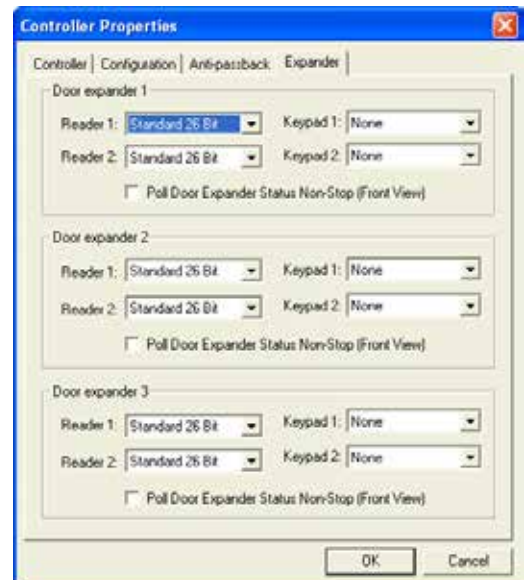 Controller Properties
Controller Configuration Anti-passback Expander
Door expander 1
Reader 1: Standard 26 Bit Keypad 1: None
Reader 2: Standard 26 Bit Keypad 2: None
Poll Door Expander Status Non-Stop (Front View)
Door expander 2
Reader 1: Standard 26 Bit Keypad 1: None
Reader 2: Standard 26 Bit Keypad 2: None
Poll Door Expander Status Non-Stop (Front View)
Door expander 3
Reader 1: Standard 26 Bit Keypad 1: None
Reader 2: Standard 26 Bit Keypad 2: None
Poll Door Expander Status Non-Stop (Front View)
OK Cancel